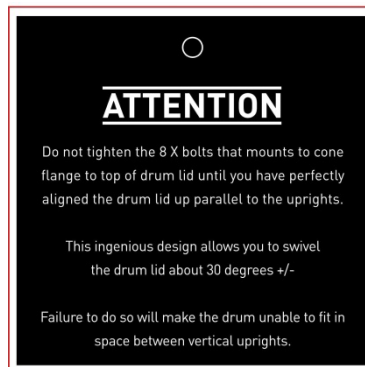 ATTENTION
Do not tighten the 8 X bolts that mounts to cone
flange to top of drum lid until you have perfectly
aligned the drum lid up parallel to the uprights.
This ingenious design allows you to swivel
the drum lid about 30 degrees +/-
Failure to do so will make the drum unable to fit in
space between vertical uprights.